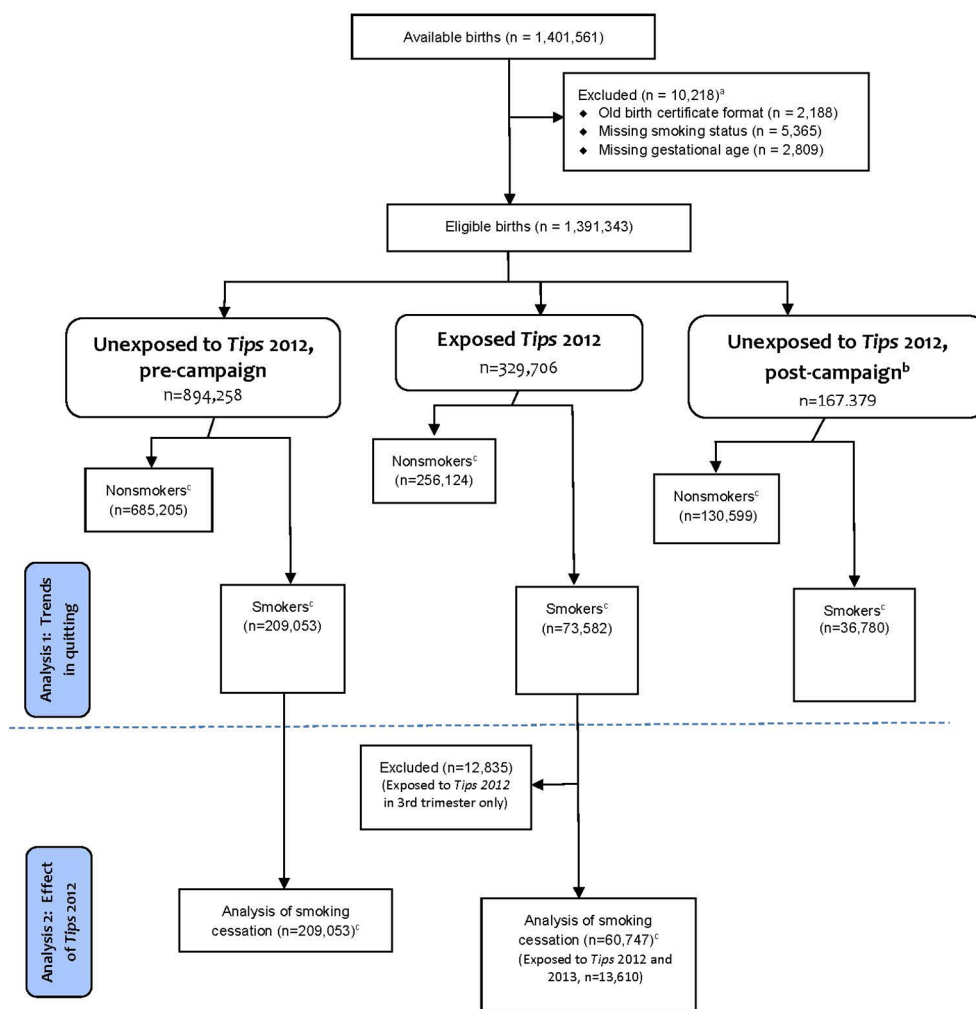 Available births (n = 1,401,561)
Excluded (n = 10,218)ᵃ
◆ Old birth certificate format (n = 2,188)
◆ Missing smoking status (n = 5,365)
◆ Missing gestational age (n = 2,809)
Eligible births (n = 1,391,343)
Unexposed to Tips 2012,
pre-campaign
n=894,258
Exposed Tips 2012
n=329,706
Unexposed to Tips 2012,
post-campaignᵇ
n=167.379
Nonsmokersᶜ
(n=685,205)
Nonsmokersᶜ
(n=256,124)
Nonsmokersᶜ
(n=130,599)
Analysis 1: Trends
in quitting
Smokersᶜ
(n=209,053)
Smokersᶜ
(n=73,582)
Smokersᶜ
(n=36,780)
Excluded (n=12,835)
(Exposed to Tips 2012
in 3rd trimester only)
Analysis 2: Effect
of Tips 2012
Analysis of smoking
cessation (n=209,053)ᶜ
Analysis of smoking
cessation (n=60,747)ᶜ
(Exposed to Tips 2012 and
2013, n=13,610)